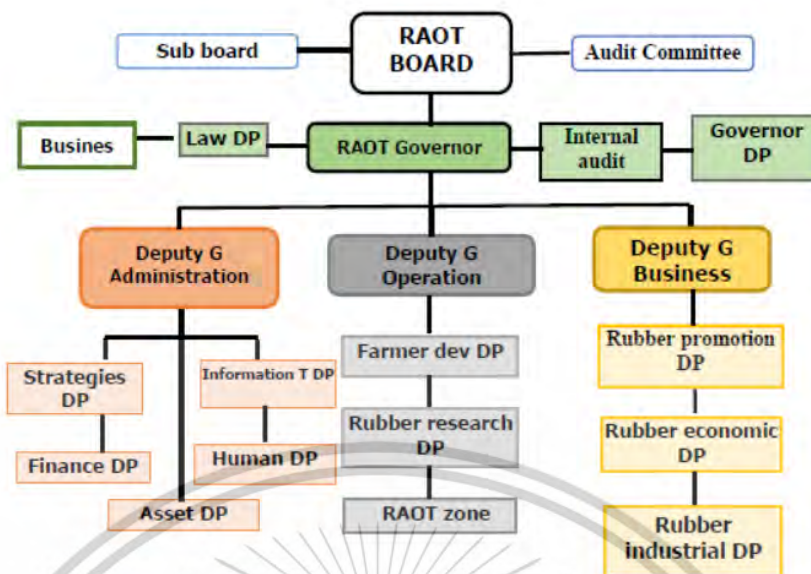 Sub board
RAOT
BOARD
Audit Committee
Busines
Law DP
RAOT Governor
Internal
audit
Governor
DP
Deputy G
Administration
Deputy G
Operation
Deputy G
Business
Strategies
DP
Information T DP
Farmer dev DP
Rubber promotion
DP
Finance DP
Human DP
Rubber research
DP
Rubber economic
DP
Asset DP
RAOT zone
Rubber
industrial DP